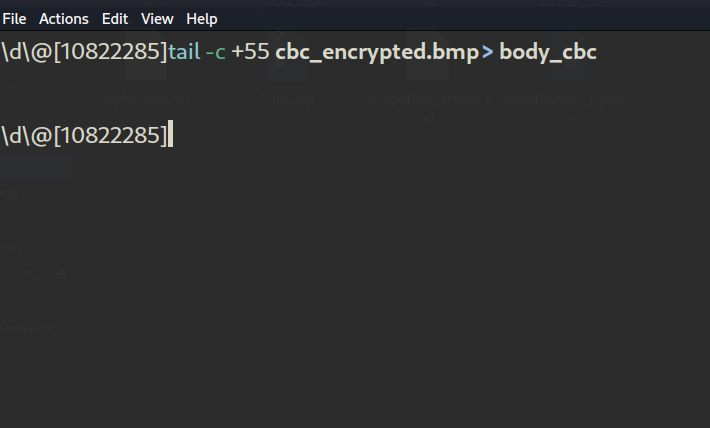 File Actions Edit View Help
\d\@[10822285]tail -c +55 cbc_encrypted.bmp> body_cbc
\d\@[10822285]